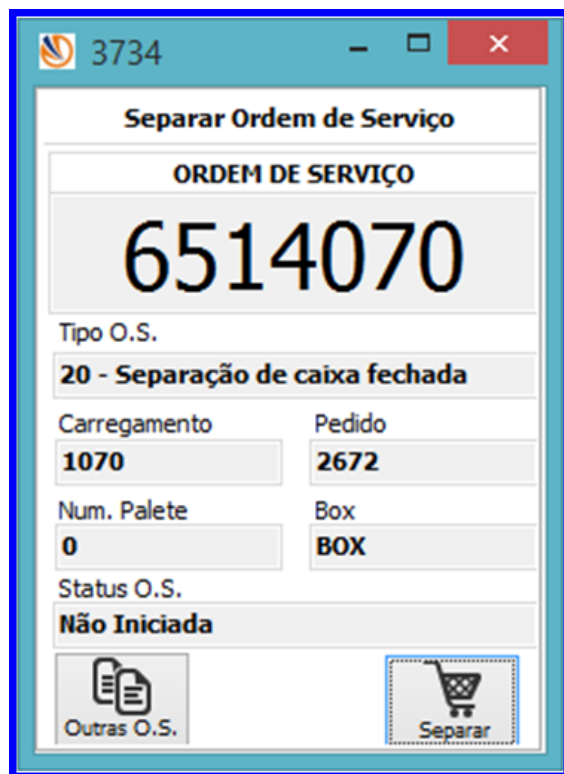 3734
Separar Ordem de Serviço
ORDEM DE SERVIÇO
6514070
Tipo O.S.
20 - Separação de caixa fechada
Carregamento Pedido
1070 2672
Num. Palete Box
0 BOX
Status O.S.
Não Iniciada
Outras O.S. Separar